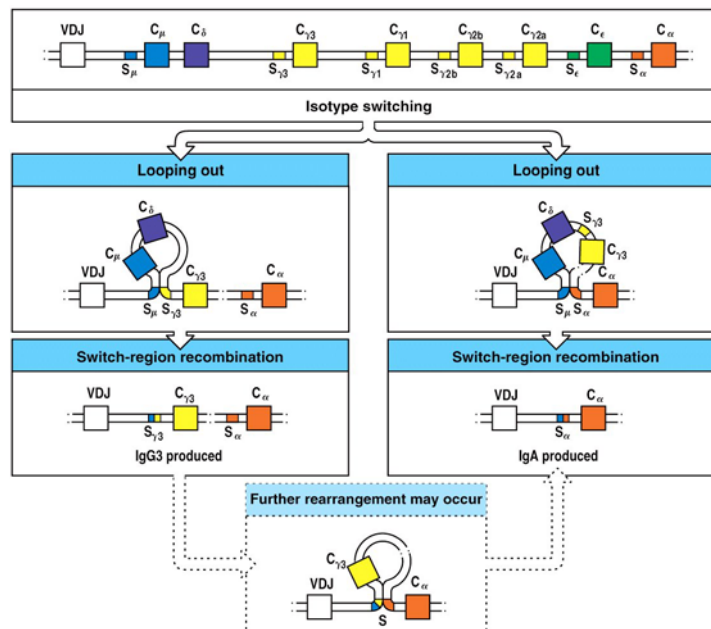 VDJ Cμ Cδ Cγ3 Cγ1 Cγ2b Cγ2a Cϵ Cα
Sμ Sγ3 Sγ1 Sγ2b Sγ2a Sϵ Sα
Isotype switching
Looping out
Cδ
Cμ
VDJ Cγ3 Cα
Sμ Sγ3 Sα
Switch-region recombination
VDJ Cγ3 Cα
Sγ3 Sα
IgG3 produced
Looping out
Cδ Sγ3
Cμ Cγ3
VDJ Cα
Sμ Sα
Switch-region recombination
VDJ Cα
Sα
IgA produced
Further rearrangement may occur
Cγ3
VDJ Cα
S